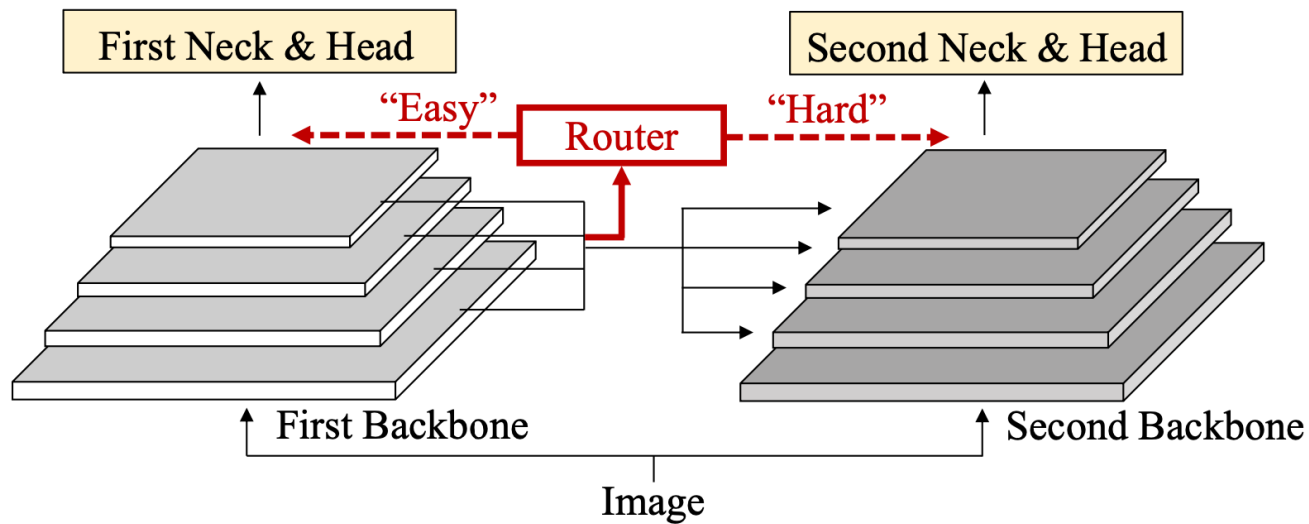 First Neck & Head
Second Neck & Head
“Easy”
“Hard”
Router
First Backbone
Second Backbone
Image